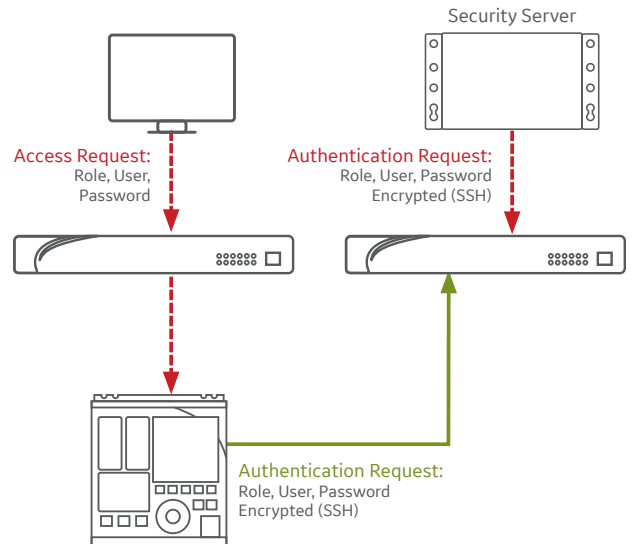 Security Server
Access Request:
Role, User,
Password
Authentication Request:
Role, User, Password
Encrypted (SSH)
Authentication Request:
Role, User, Password
Encrypted (SSH)